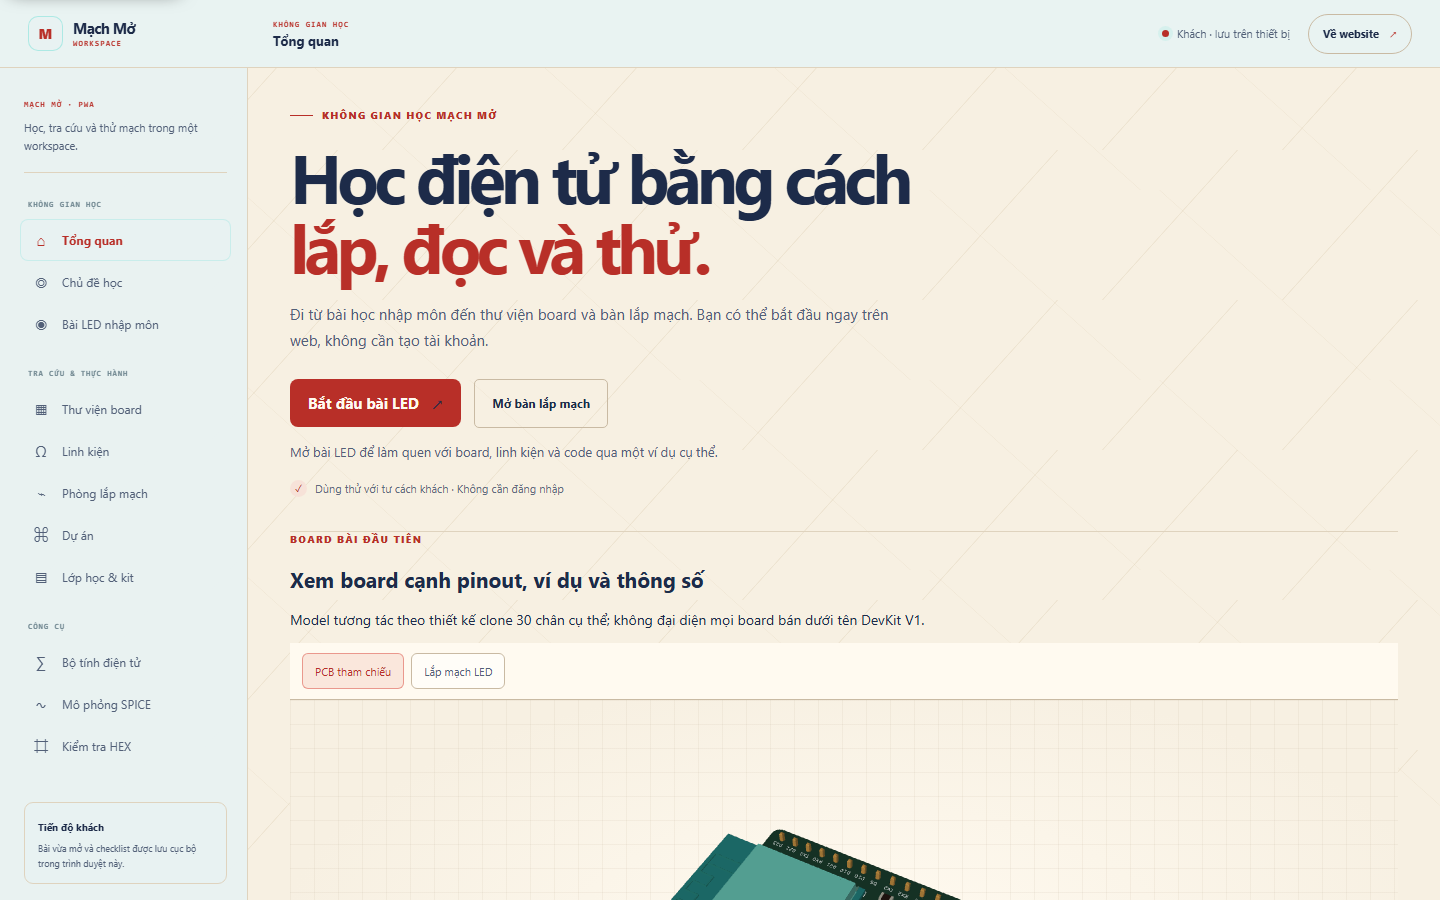 M
Mạch Mở
WORKSPACE
KHÔNG GIAN HỌC
Tổng quan
Khách · lưu trên thiết bị
Về website ↗
MẠCH MỞ · PWA
Học, tra cứu và thử mạch trong một
workspace.
KHÔNG GIAN HỌC
Tổng quan
Chủ đề học
Bài LED nhập môn
TRA CỨU & THỰC HÀNH
Thư viện board
Linh kiện
Phòng lắp mạch
Dự án
Lớp học & kit
CÔNG CỤ
Bộ tính điện tử
Mô phỏng SPICE
Kiểm tra HEX
Tiến độ khách
Bài vừa mở và checklist được lưu cục bộ
trong trình duyệt này.
KHÔNG GIAN HỌC MẠCH MỞ
Học điện tử bằng cách
lắp, đọc và thử.
Đi từ bài học nhập môn đến thư viện board và bàn lắp mạch. Bạn có thể bắt đầu ngay trên
web, không cần tạo tài khoản.
Bắt đầu bài LED ↗
Mở bàn lắp mạch
Mở bài LED để làm quen với board, linh kiện và code qua một ví dụ cụ thể.
✓ Dùng thử với tư cách khách · Không cần đăng nhập
BOARD BÀI ĐẦU TIÊN
Xem board cạnh pinout, ví dụ và thông số
Model tương tác theo thiết kế clone 30 chân cụ thể; không đại diện mọi board bán dưới tên DevKit V1.
PCB tham chiếu
Lắp mạch LED